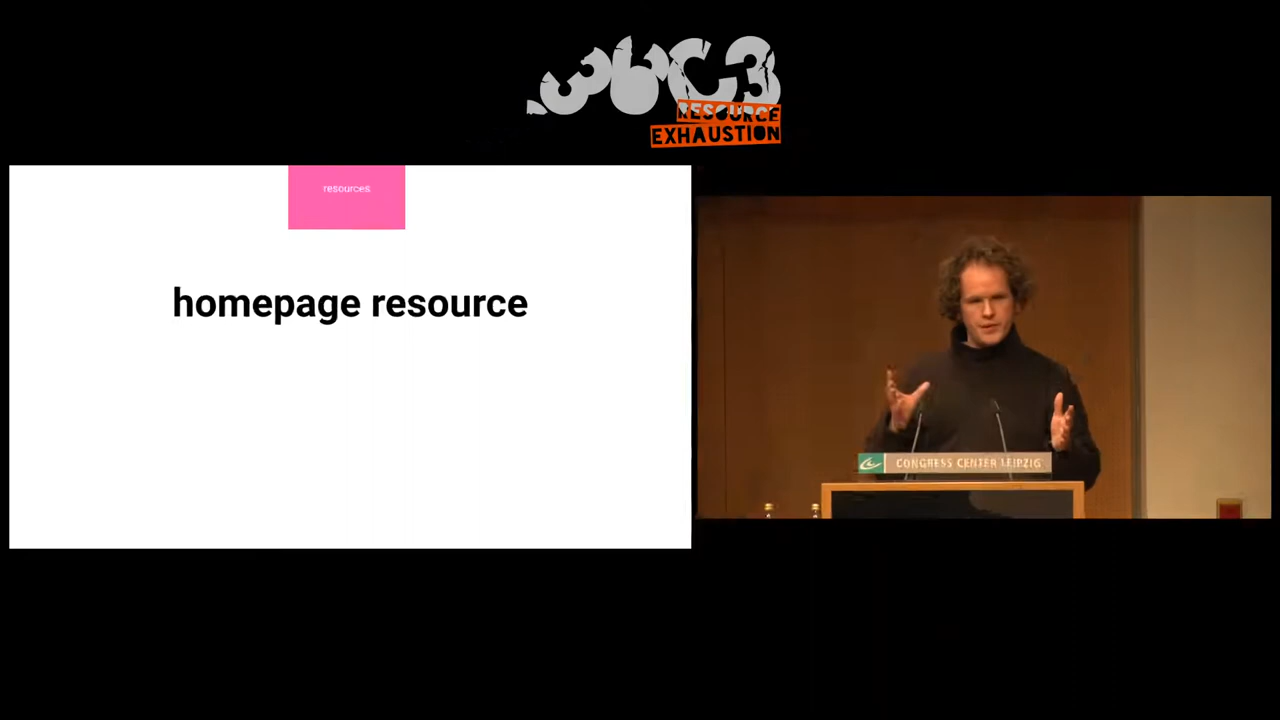 36C3
RESOURCE
EXHAUSTION
resources.
homepage resource
CONGRESS CENTER LEIPZIG